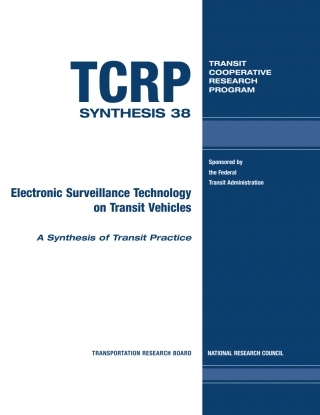 TCRP
SYNTHESIS 38
TRANSIT
COOPERATIVE
RESEARCH
PROGRAM
Sponsored by
the Federal
Transit Administration
Electronic Surveillance Technology
on Transit Vehicles
A Synthesis of Transit Practice
TRANSPORTATION RESEARCH BOARD
NATIONAL RESEARCH COUNCIL